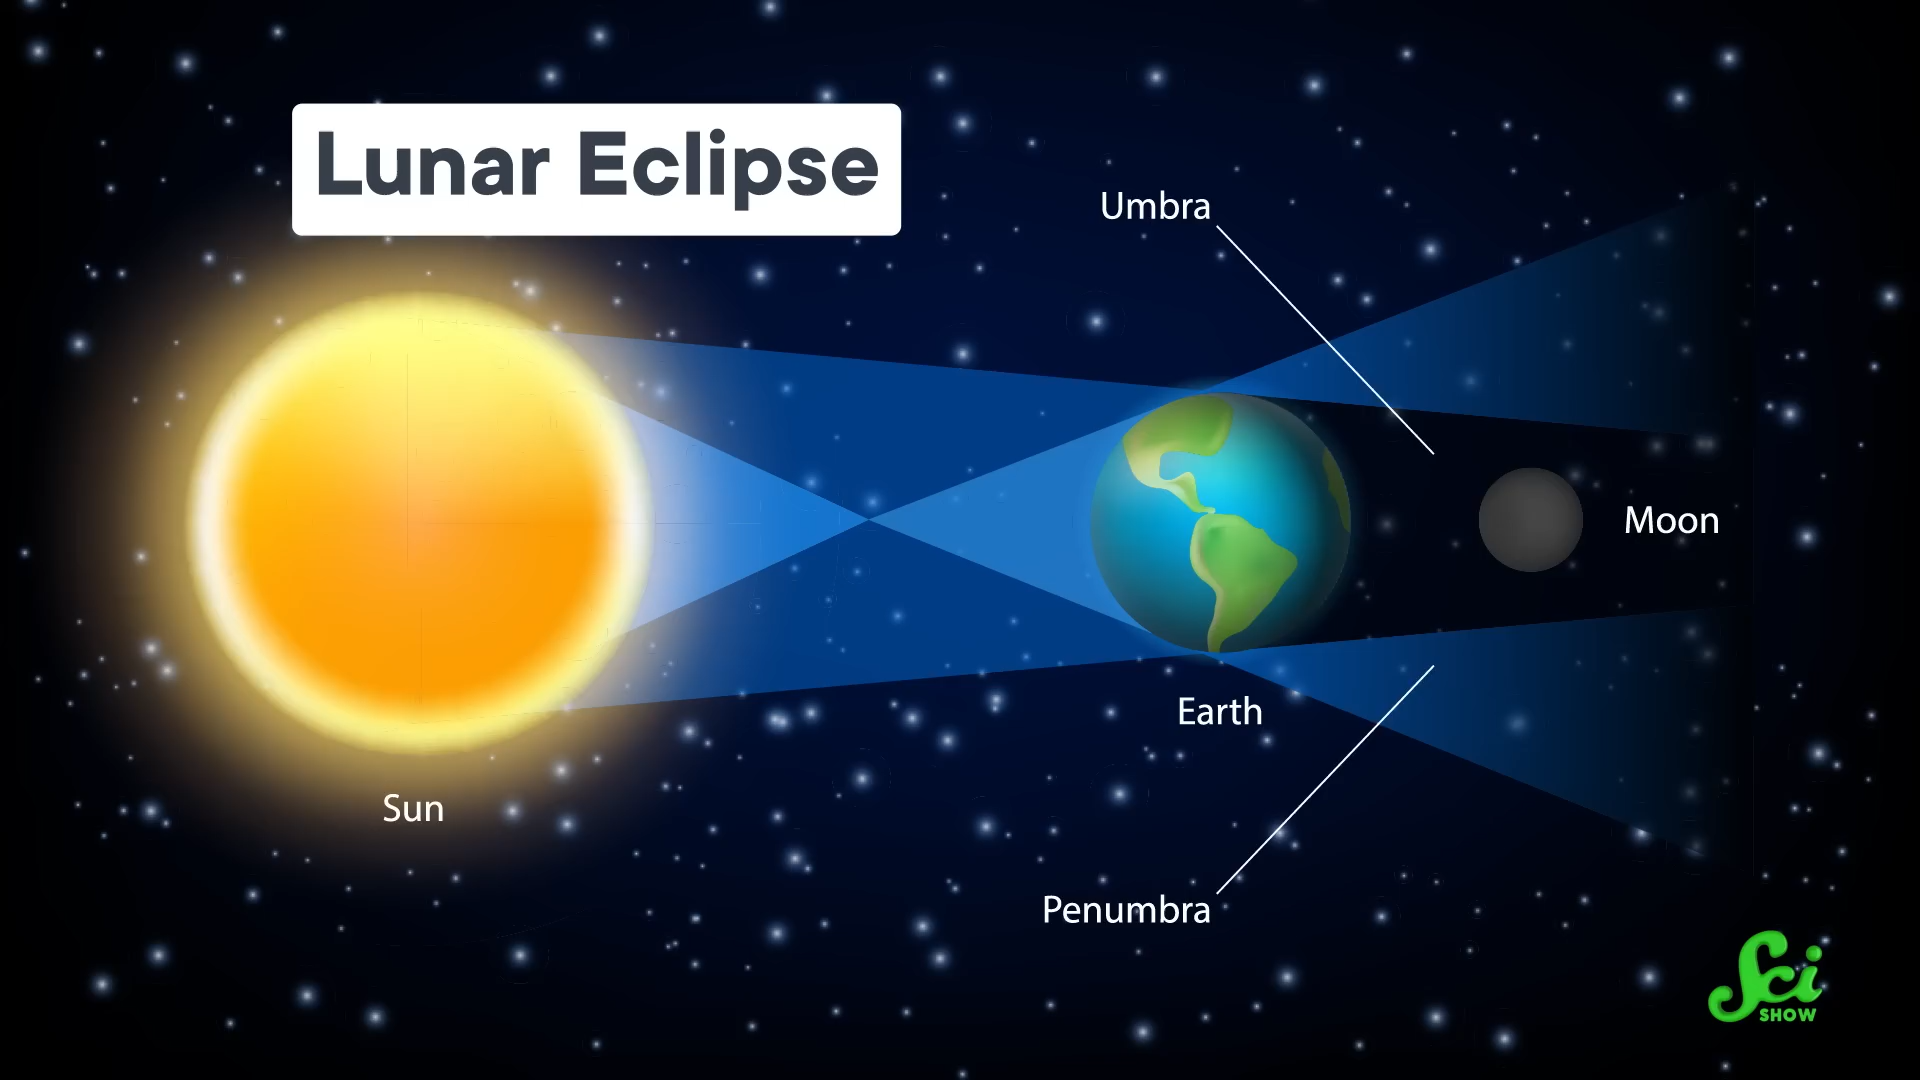 Lunar Eclipse
Umbra
Moon
Earth
Sun
Penumbra
Sci
SHOW